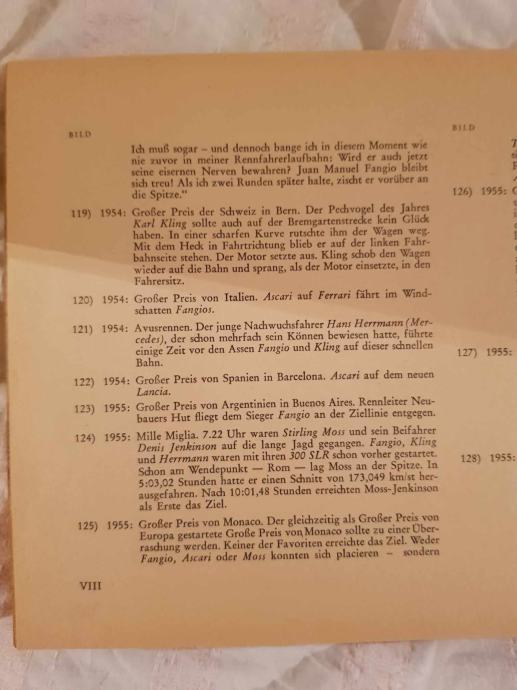 BILD
Ich muß sogar – und dennoch bange ich in diesem Moment wie
nie zuvor in meiner Rennfahrerlaufbahn: Wird er auch jetzt
seine eisernen Nerven bewahren? Juan Manuel Fangio bleibt
sich treu! Als ich zwei Runden später halte, zischt er vorüber an
die Spitze.“
119) 1954: Großer Preis der Schweiz in Bern. Der Pechvogel des Jahres
Karl Kling sollte auch auf der Bremgartenstrecke kein Glück
haben. In einer scharfen Kurve rutschte ihm der Wagen weg.
Mit dem Heck in Fahrtrichtung blieb er auf der linken Fahr-
bahnseite stehen. Der Motor setzte aus. Kling schob den Wagen
wieder auf die Bahn und sprang, als der Motor einsetzte, in den
Fahrersitz.
120) 1954: Großer Preis von Italien. Ascari auf Ferrari fährt im Wind-
schatten Fangios.
121) 1954: Avusrennen. Der junge Nachwuchsfahrer Hans Herrmann (Mer-
cedes), der schon mehrfach sein Können bewiesen hatte, führte
einige Zeit vor den Assen Fangio und Kling auf dieser schnellen
Bahn.
122) 1954: Großer Preis von Spanien in Barcelona. Ascari auf dem neuen
Lancia.
123) 1955: Großer Preis von Argentinien in Buenos Aires. Rennleiter Neu-
bauers Hut fliegt dem Sieger Fangio an der Ziellinie entgegen.
124) 1955: Mille Miglia. 7.22 Uhr waren Stirling Moss und sein Beifahrer
Denis Jenkinson auf die lange Jagd gegangen. Fangio, Kling
und Herrmann waren mit ihren 300 SLR schon vorher gestartet.
Schon am Wendepunkt — Rom — lag Moss an der Spitze. In
5:03,02 Stunden hatte er einen Schnitt von 173,049 km/st her-
ausgefahren. Nach 10:01,48 Stunden erreichten Moss-Jenkinson
als Erste das Ziel.
125) 1955: Großer Preis von Monaco. Der gleichzeitig als Großer Preis von
Europa gestartete Große Preis von Monaco sollte zu einer Über-
raschung werden. Keiner der Favoriten erreichte das Ziel. Weder
Fangio, Ascari oder Moss konnten sich placieren – sondern
VIII
BILD
126) 1955:
127) 1955:
128) 1955: